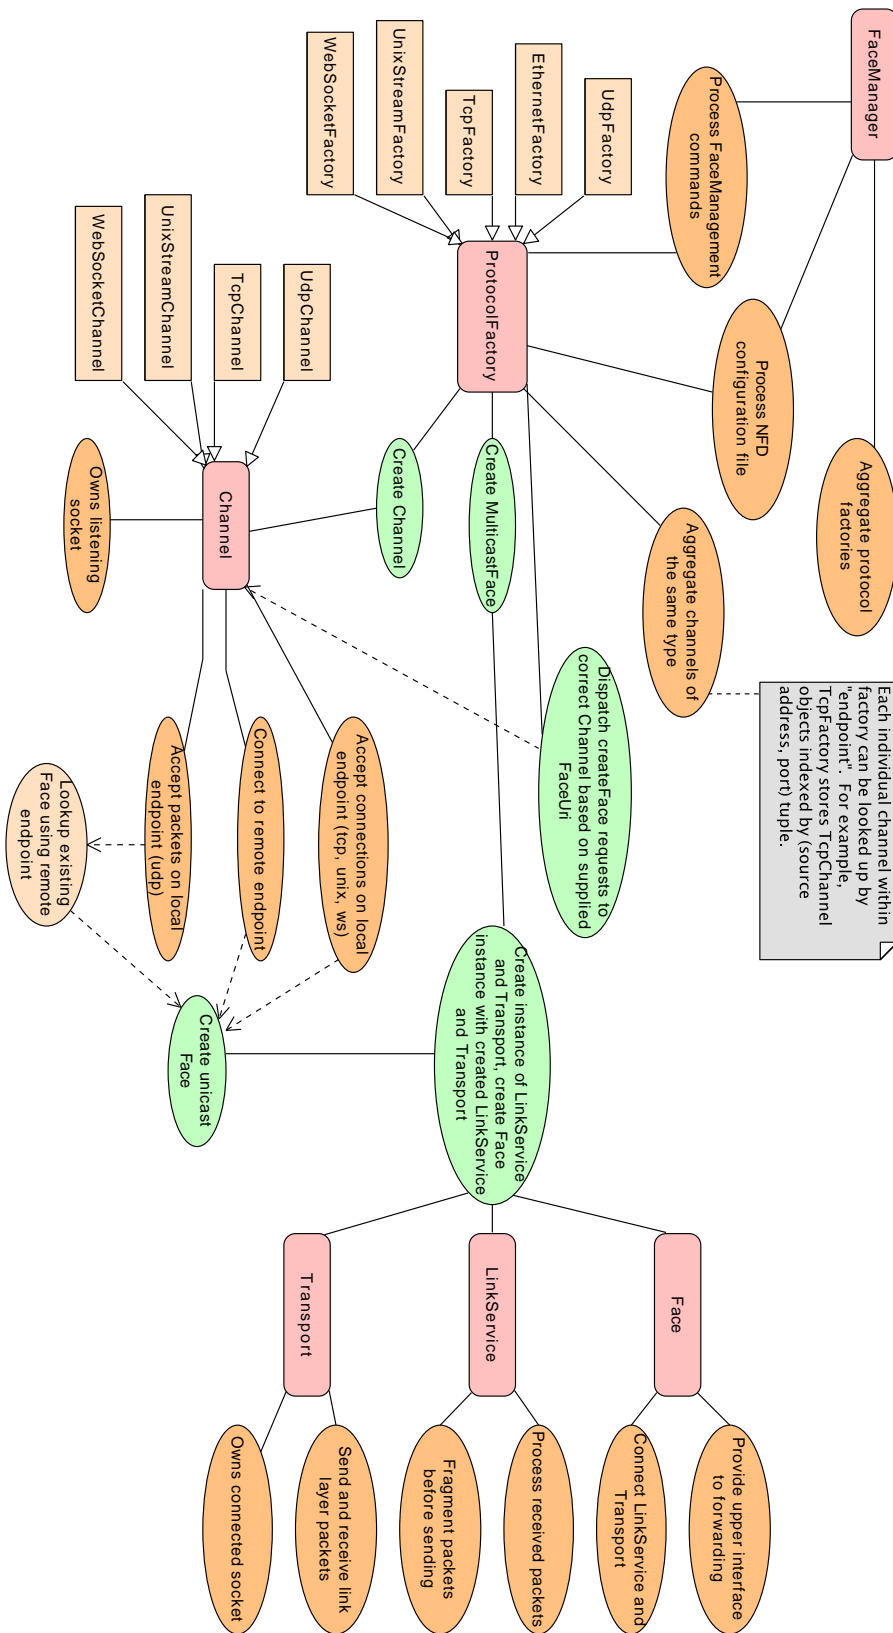 FaceManager
Process FaceManagement
commands
Process NFD
configuration file
Aggregate protocol
factories
UdpFactory
EthernetFactory
TcpFactory
UnixStreamFactory
WebSocketFactory
ProtocolFactory
Create Channel
Create MulticastFace
Aggregate channels of
the same type
Each individual channel within
factory can be looked up by
"endpoint".  For example,
TcpFactory stores TcpChannel
objects indexed by (source
address, port) tuple.
Dispatch createFace requests to
correct Channel based on supplied
FaceUri
UdpChannel
TcpChannel
UnixStreamChannel
WebSocketChannel
Channel
Owns listening
socket
Accept connections on local
endpoint (tcp, unix, ws)
Connect to remote endpoint
Accept packets on local
endpoint (udp)
Lookup existing
Face using remote
endpoint
Create unicast
Face
Create instance of LinkService
and Transport, create Face
instance with created LinkService
and Transport
Face
LinkService
Transport
Provide upper interface
to forwarding
Connect LinkService and
Transport
Process received packets
Fragment packets
before sending
Send and receive link
layer packets
Owns connected socket